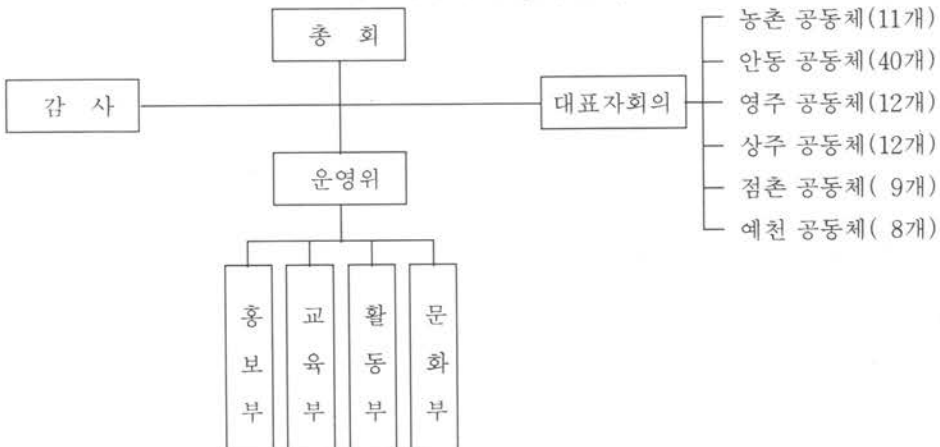 총 회
감 사
대표자회의
농촌 공동체(11개)
안동 공동체(40개)
영주 공동체(12개)
상주 공동체(12개)
점촌 공동체( 9개)
예천 공동체( 8개)
운영위
홍보부
교육부
활동부
문화부